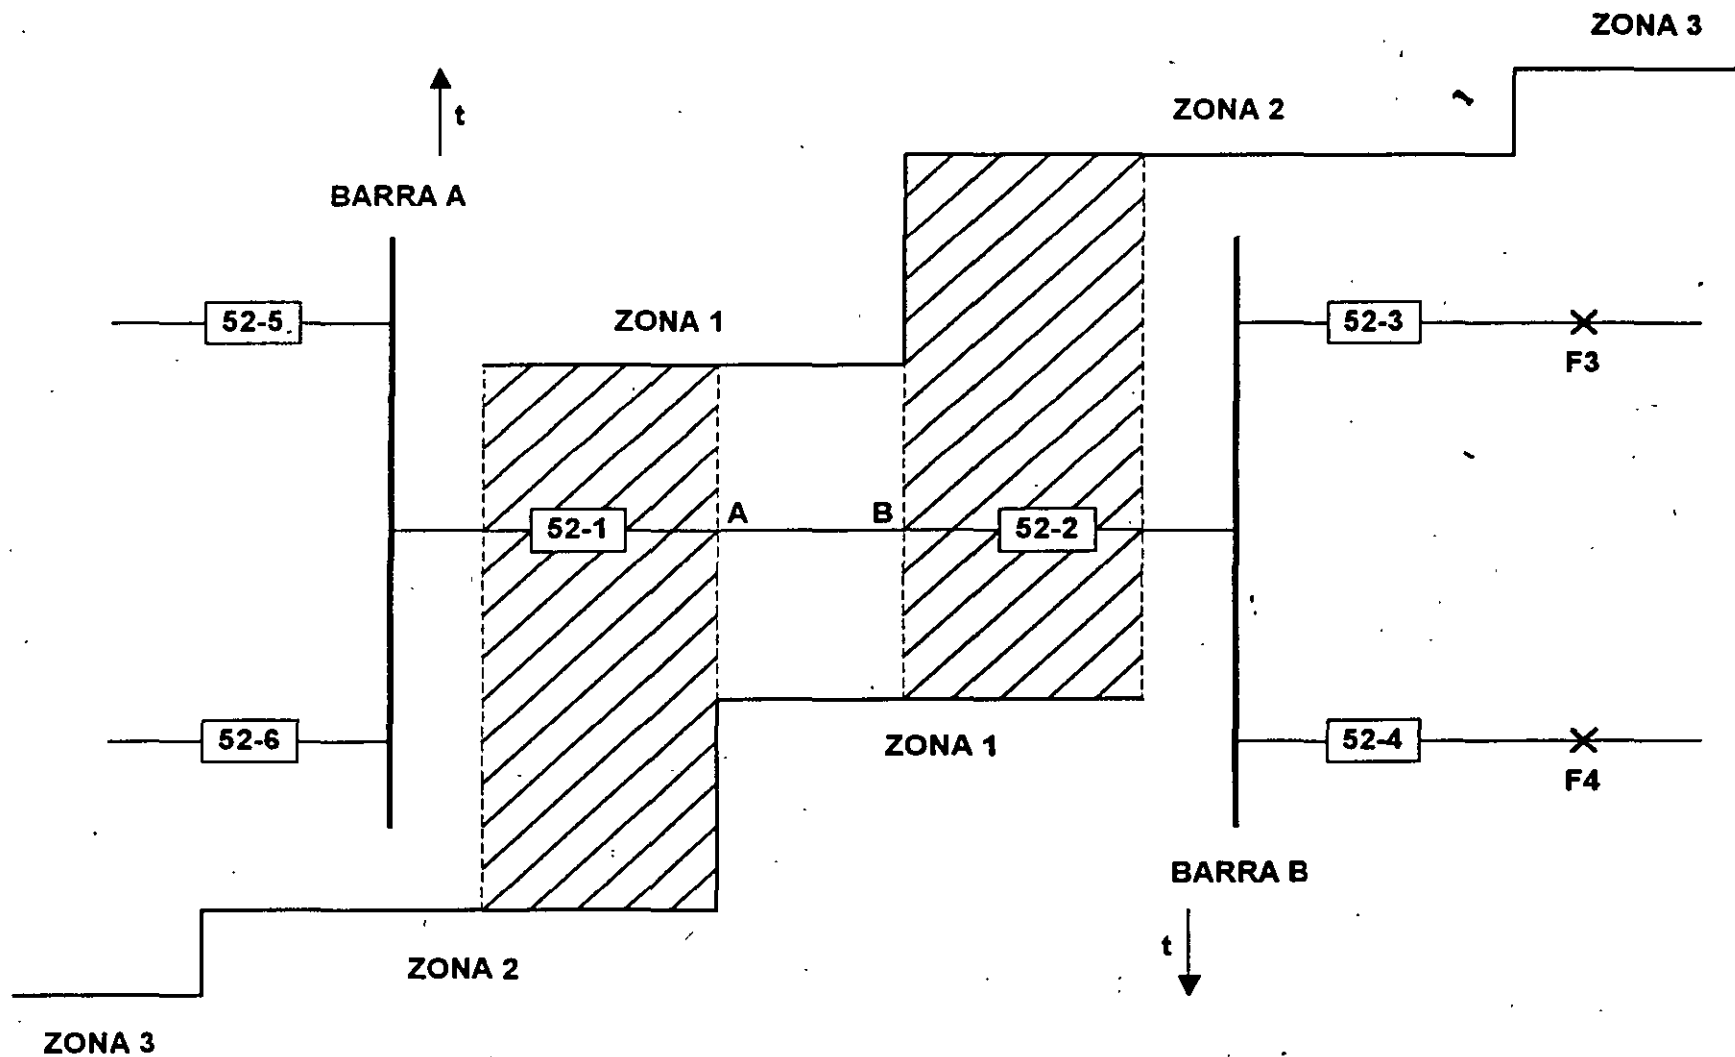 ZONA 3
ZONA 2
t
BARRA A
ZONA 1
52-5
52-3
F3
A
B
52-1
52-2
52-6
ZONA 1
52-4
F4
BARRA B
t
ZONA 2
ZONA 3